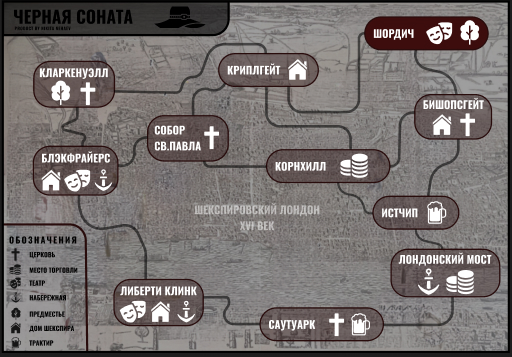 ЧЕРНАЯ СОНАТА
ШОРДИЧ
КЛАРКЕНУЭЛЛ
КРИПЛГЕЙТ
БИШОПСГЕЙТ
СОБОР
СВ.ПАВЛА
БЛЭКФРАЙЕРС
КОРНХИЛЛ
ШЕКСПИРОВСКИЙ ЛОНДОН
XVI ВЕК
ИСТЧИП
ЛОНДОНСКИЙ МОСТ
ЛИБЕРТИ КЛИНК
САУТУАРК
ОБОЗНАЧЕНИЯ
ЦЕРКОВЬ
МЕСТО ТОРГОВЛИ
ТЕАТР
НАБЕРЕЖНАЯ
ПРЕДМЕСТЬЕ
ДОМ ШЕКСПИРА
ТРАКТИР